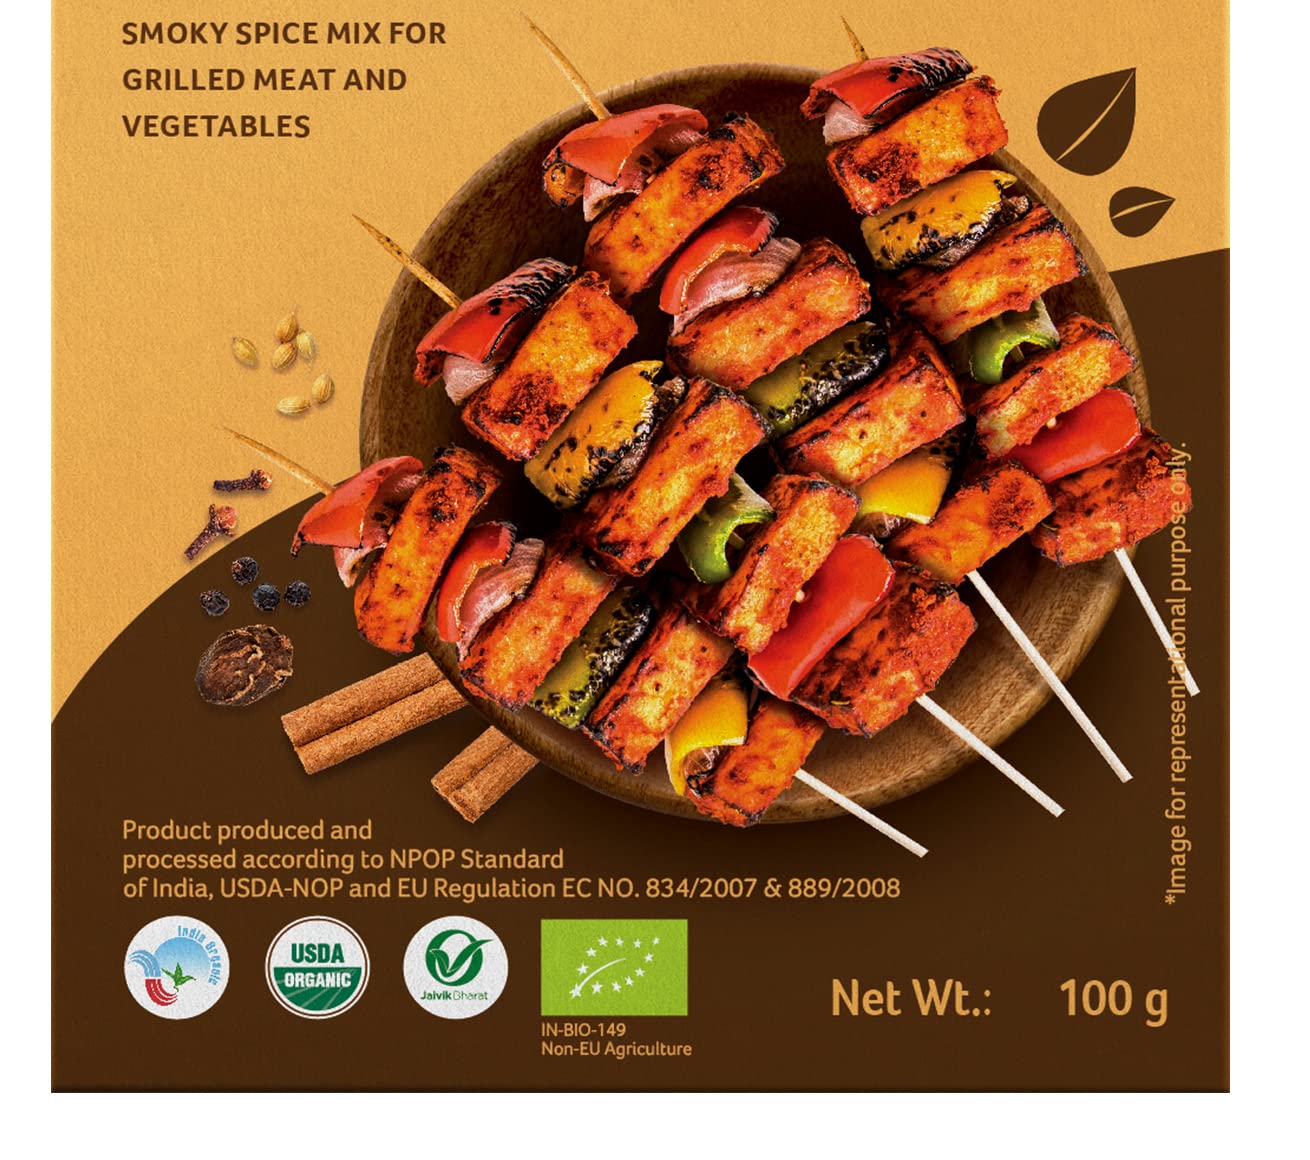 SMOKY SPICE MIX FOR
GRILLED MEAT AND
VEGETABLES
*Image for representational purpose only.
Product produced and
processed according to NPOP Standard
of India, USDA-NOP and EU Regulation EC NO. 834/2007 & 889/2008
India Organic
USDA
ORGANIC
Jaivik Bharat
IN-BIO-149
Non-EU Agriculture
Net Wt.: 100 g